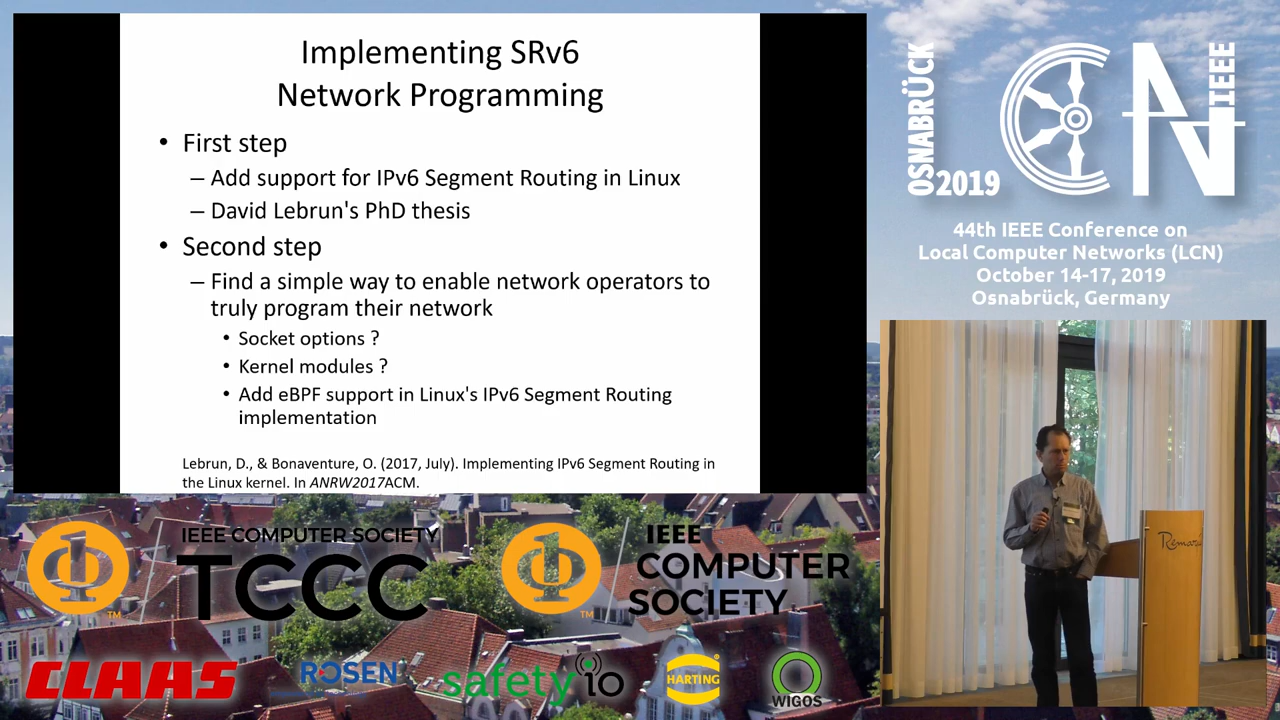 Implementing SRv6
Network Programming
• First step
– Add support for IPv6 Segment Routing in Linux
– David Lebrun's PhD thesis
• Second step
– Find a simple way to enable network operators to
truly program their network
• Socket options ?
• Kernel modules ?
• Add eBPF support in Linux's IPv6 Segment Routing
implementation
Lebrun, D., & Bonaventure, O. (2017, July). Implementing IPv6 Segment Routing in
the Linux kernel. In ANRW2017ACM.
OSNABRÜCK
2019
LCN
IEEE
44th IEEE Conference on
Local Computer Networks (LCN)
October 14-17, 2019
Osnabrück, Germany
IEEE COMPUTER SOCIETY
TCCC
TM
IEEE
COMPUTER
SOCIETY
TM
CLAAS
ROSEN
safetyio
HARTING
WIGOS